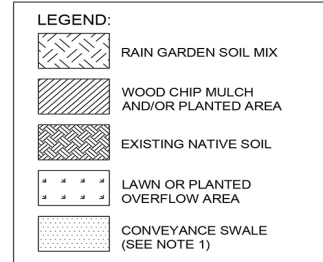 LEGEND:
RAIN GARDEN SOIL MIX
WOOD CHIP MULCH
AND/OR PLANTED AREA
EXISTING NATIVE SOIL
LAWN OR PLANTED
OVERFLOW AREA
CONVEYANCE SWALE
(SEE NOTE 1)